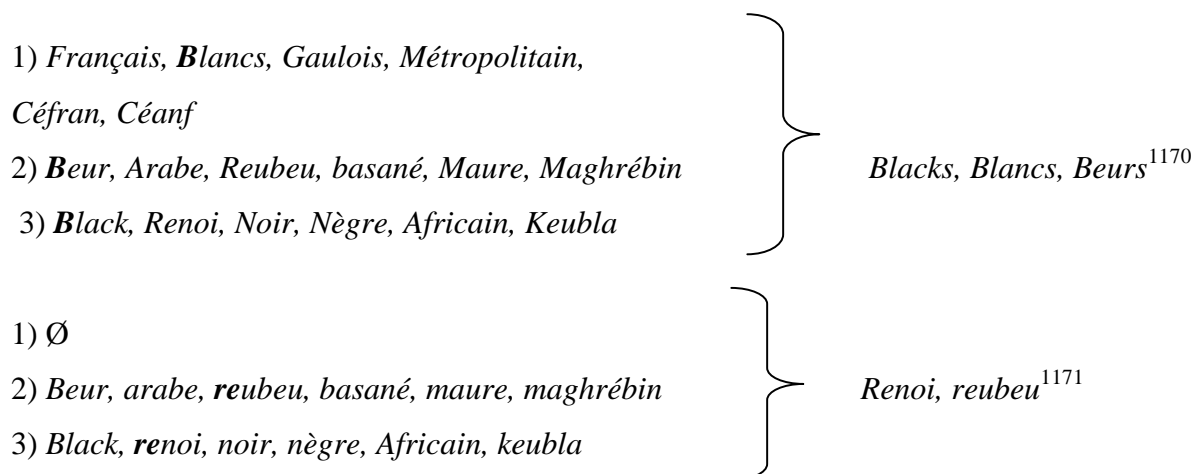 1) Français, Blancs, Gaulois, Métropolitain,
Céfran, Céanf
2) Beur, Arabe, Reubeu, basané, Maure, Maghrébin
3) Black, Renoi, Noir, Nègre, Africain, Keubla
Blacks, Blancs, Beurs1170
1) Ø
2) Beur, arabe, reubeu, basané, maure, maghrébin
3) Black, renoi, noir, nègre, Africain, keubla
Renoi, reubeu1171